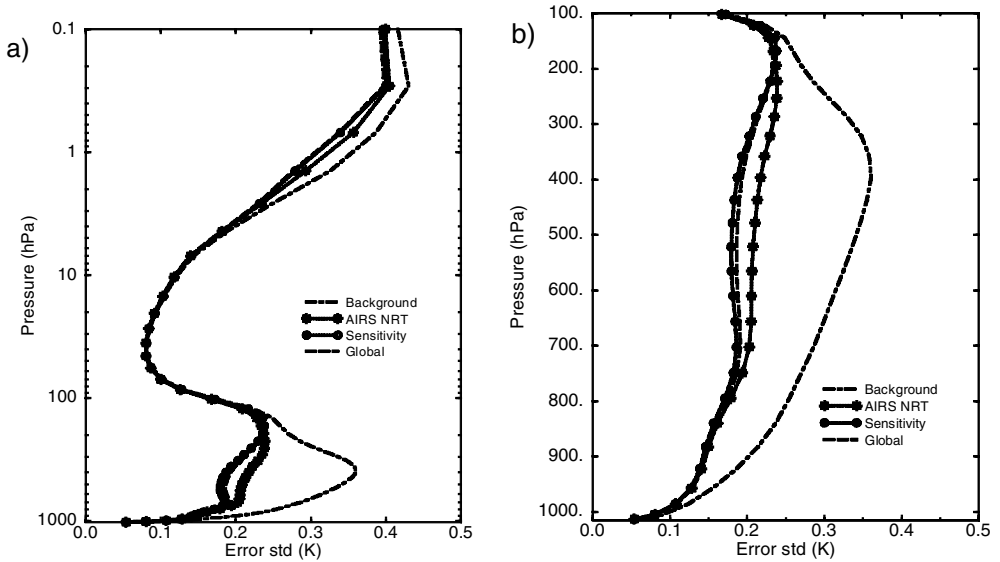 a)
0.1
1
10
100
1000
Pressure (hPa)
0.0 0.1 0.2 0.3 0.4 0.5
Error std (K)
Background
AIRS NRT
Sensitivity
Global
b)
100.
200.
300.
400.
500.
600.
700.
800.
900.
1000.
Pressure (hPa)
0.0 0.1 0.2 0.3 0.4 0.5
Error std (K)
Background
AIRS NRT
Sensitivity
Global